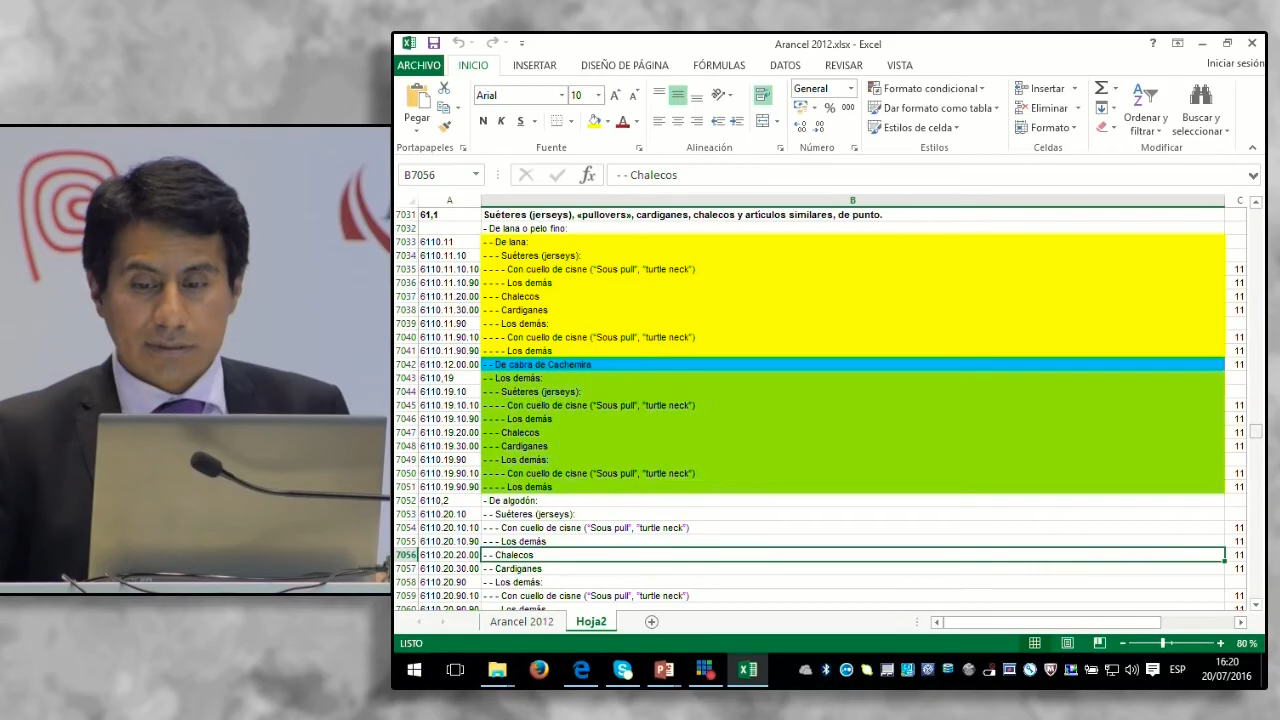 Arancel 2012.xlsx - Excel
ARCHIVO INICIO INSERTAR DISEÑO DE PÁGINA FÓRMULAS DATOS REVISAR VISTA Iniciar sesión
Pegar
Arial 10
N K S
General
% 000
Formato condicional
Dar formato como tabla
Estilos de celda
Insertar
Eliminar
Formato
Ordenar y filtrar
Buscar y seleccionar
Portapapeles Fuente Alineación Número Estilos Celdas Modificar
B7056 fx - - Chalecos
A B C
7031 61,1 Suéteres (jerseys), «pullovers», cardiganes, chalecos y articulos similares, de punto.
7032 - De lana o pelo fino:
7033 6110.11 - - De lana:
7034 6110.11.10 - - - Suéteres (jerseys):
7035 6110.11.10.10 - - - - Con cuello de cisne (“Sous pull”, ”turtle neck”) 11
7036 6110.11.10.90 - - - - Los demás 11
7037 6110.11.20.00 - - - Chalecos 11
7038 6110.11.30.00 - - - Cardiganes 11
7039 6110.11.90 - - - Los demás:
7040 6110.11.90.10 - - - - Con cuello de cisne (“Sous pull”, ”turtle neck”) 11
7041 6110.11.90.90 - - - - Los demás 11
7042 6110.12.00.00 - - De cabra de Cachemira 11
7043 6110,19 - - Los demás:
7044 6110.19.10 - - - Suéteres (jerseys):
7045 6110.19.10.10 - - - - Con cuello de cisne (“Sous pull”, ”turtle neck”) 11
7046 6110.19.10.90 - - - - Los demás 11
7047 6110.19.20.00 - - - Chalecos 11
7048 6110.19.30.00 - - - Cardiganes 11
7049 6110.19.90 - - - Los demás:
7050 6110.19.90.10 - - - - Con cuello de cisne (“Sous pull”, ”turtle neck”) 11
7051 6110.19.90.90 - - - - Los demás 11
7052 6110,2 - De algodón:
7053 6110.20.10 - - Suéteres (jerseys):
7054 6110.20.10.10 - - - Con cuello de cisne (“Sous pull”, ”turtle neck”) 11
7055 6110.20.10.90 - - - Los demás 11
7056 6110.20.20.00 - - Chalecos 11
7057 6110.20.30.00 - - Cardiganes 11
7058 6110.20.90 - - Los demás:
7059 6110.20.90.10 - - - Con cuello de cisne (“Sous pull”, ”turtle neck”) 11
7060 6110.20.90.90 - - - Los demás 11
Arancel 2012 Hoja2
LISTO 80 %
ESP 16:20
20/07/2016